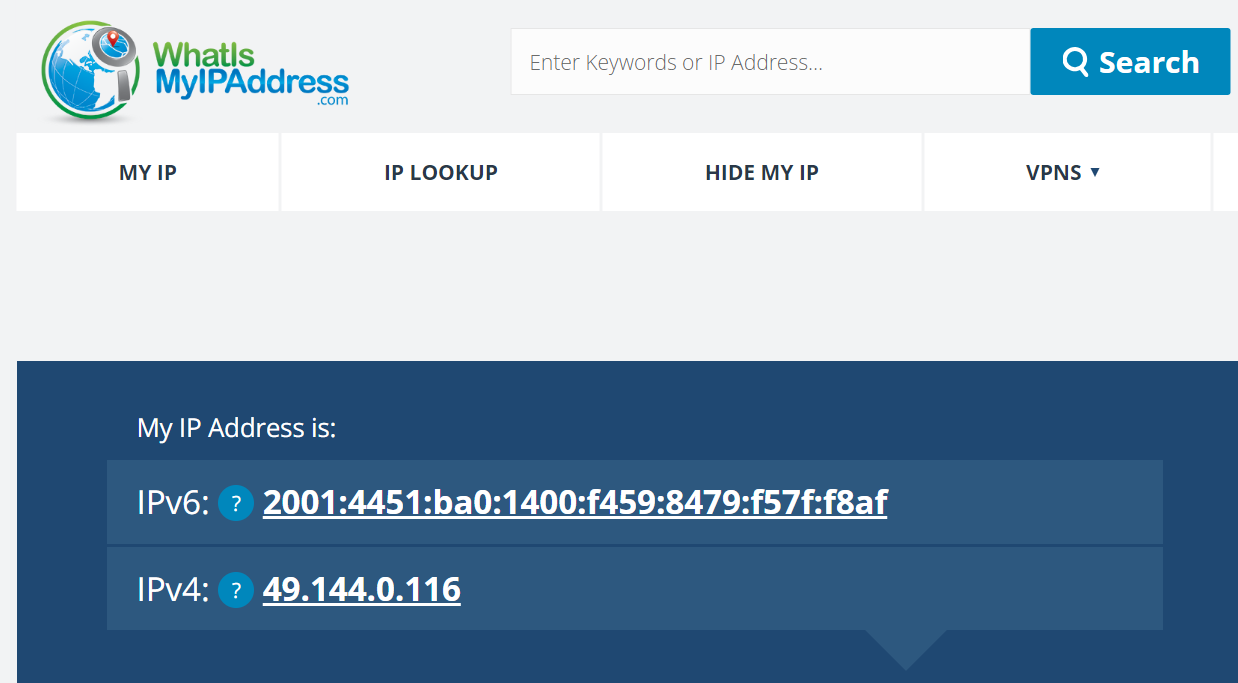 WhatIs
MyIPAddress
.com
Enter Keywords or IP Address...
Search
MY IP
IP LOOKUP
HIDE MY IP
VPNS ▼
My IP Address is:
IPv6: ? 2001:4451:ba0:1400:f459:8479:f57f:f8af
IPv4: ? 49.144.0.116